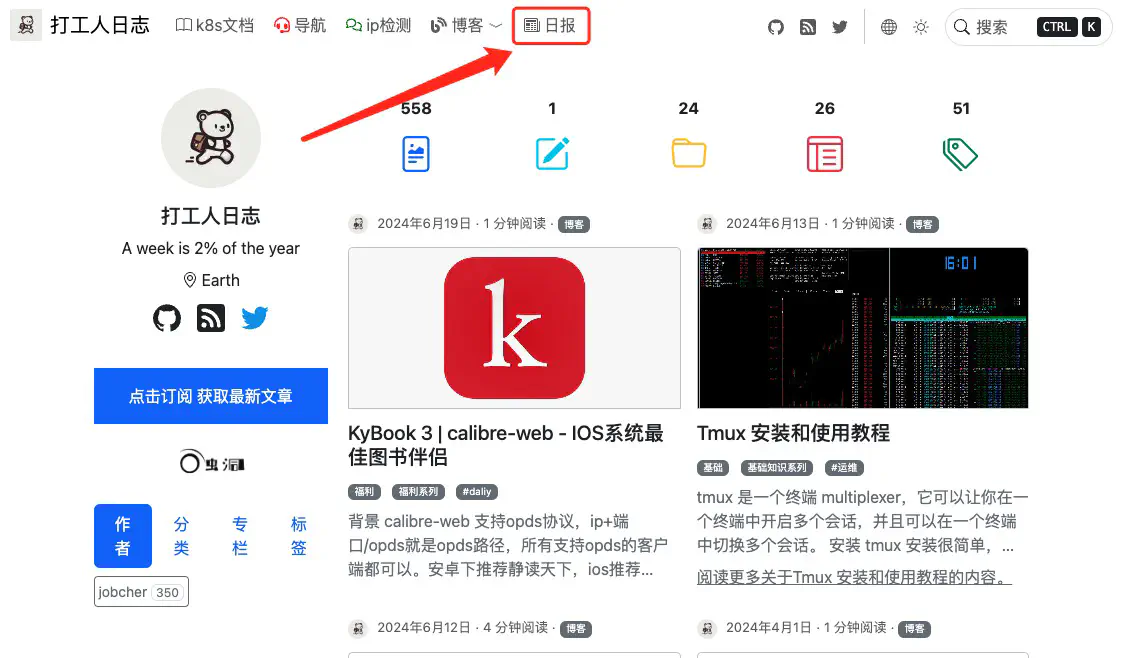 打工人日志 k8s文档 导航 ip检测 博客 日报 搜索 CTRL K
558 1 24 26 51
打工人日志
A week is 2% of the year
Earth
点击订阅 获取最新文章
虫洞
作者 分类 专栏 标签
jobcher 350
2024年6月19日 · 1 分钟阅读 · 博客
k
KyBook 3 | calibre-web - IOS系统最
佳图书伴侣
福利 福利系列 #daliy
背景 calibre-web 支持opds协议，ip+端
口/opds就是opds路径，所有支持opds的客户
端都可以。安卓下推荐静读天下，ios推荐...
2024年6月13日 · 1 分钟阅读 · 博客
16:01
Tmux 安装和使用教程
基础 基础知识系列 #运维
tmux 是一个终端 multiplexer，它可以让你在一
个终端中开启多个会话，并且可以在一个终端
中切换多个会话。 安装 tmux 安装很简单，...
阅读更多关于Tmux 安装和使用教程的内容。
2024年6月12日 · 4 分钟阅读 · 博客
2024年4月1日 · 1 分钟阅读 · 博客